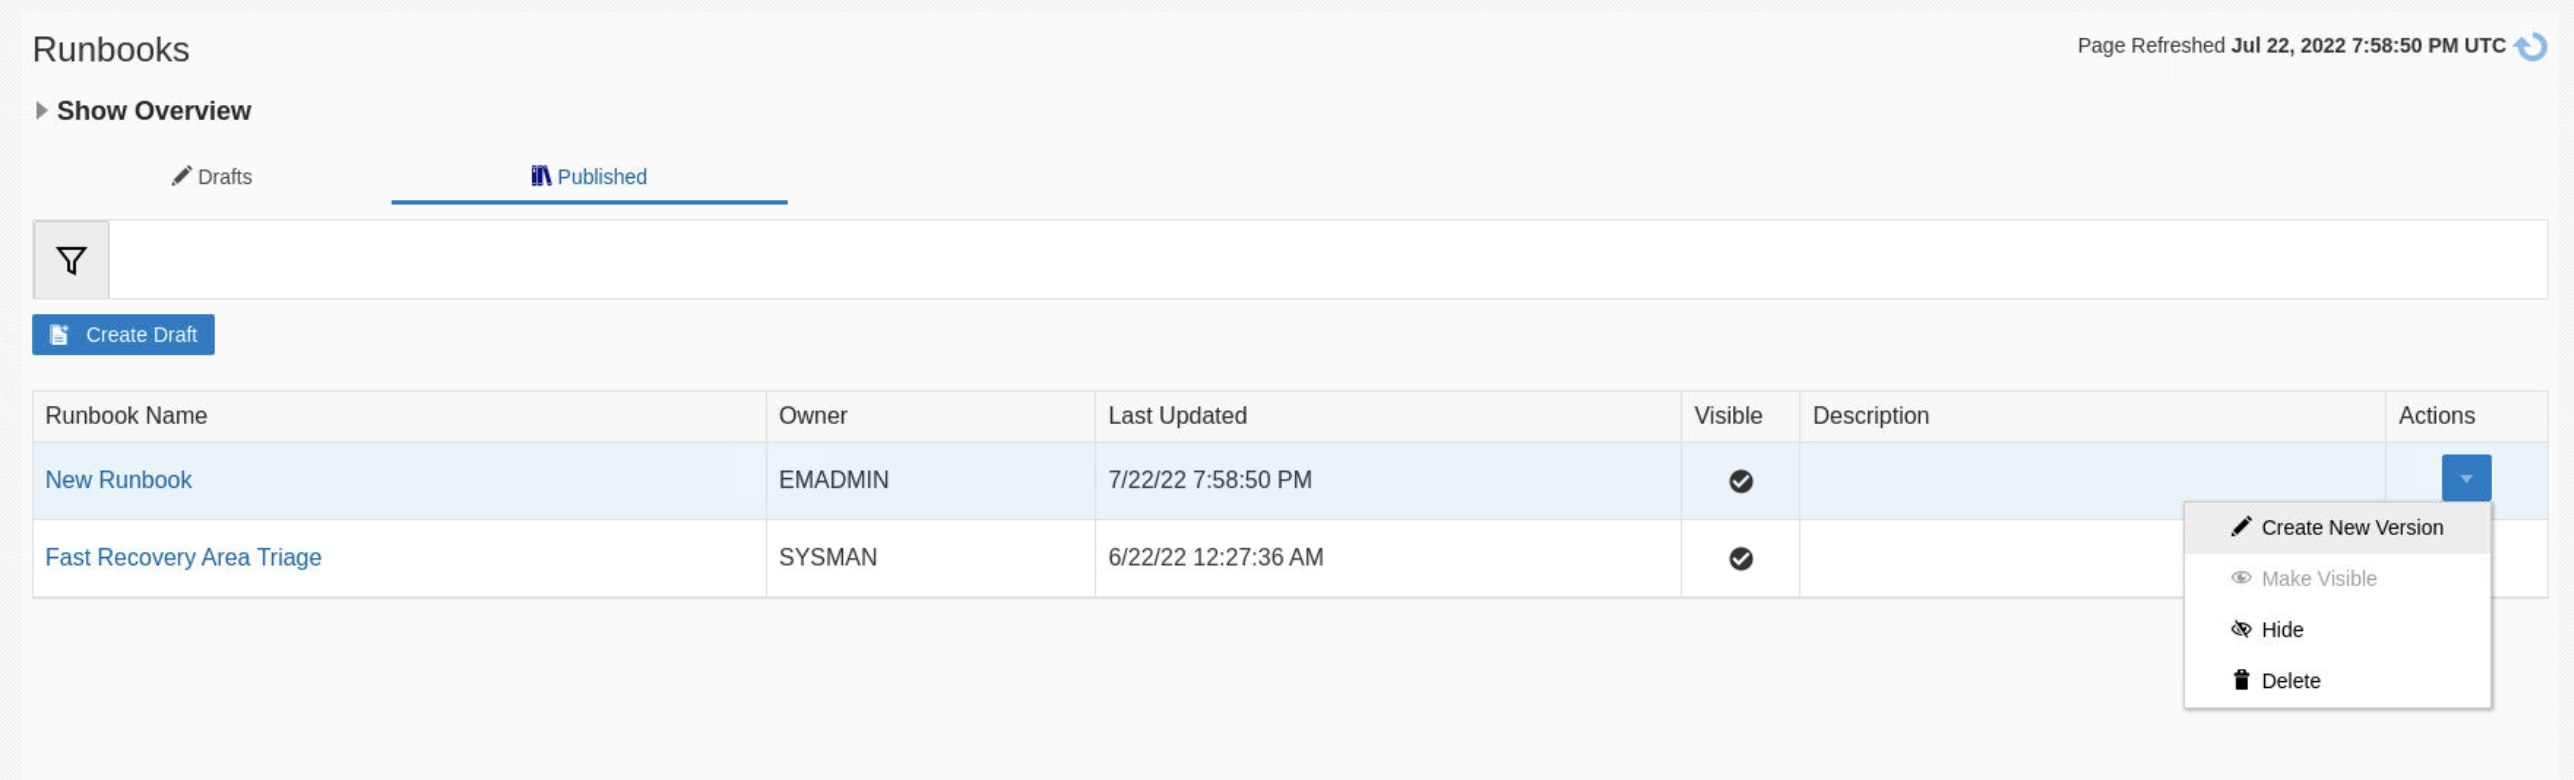 Runbooks
Page Refreshed Jul 22, 2022 7:58:50 PM UTC
Show Overview
Drafts Published
Create Draft
Runbook Name Owner Last Updated Visible Description Actions
New Runbook EMADMIN 7/22/22 7:58:50 PM
Fast Recovery Area Triage SYSMAN 6/22/22 12:27:36 AM
Create New Version
Make Visible
Hide
Delete